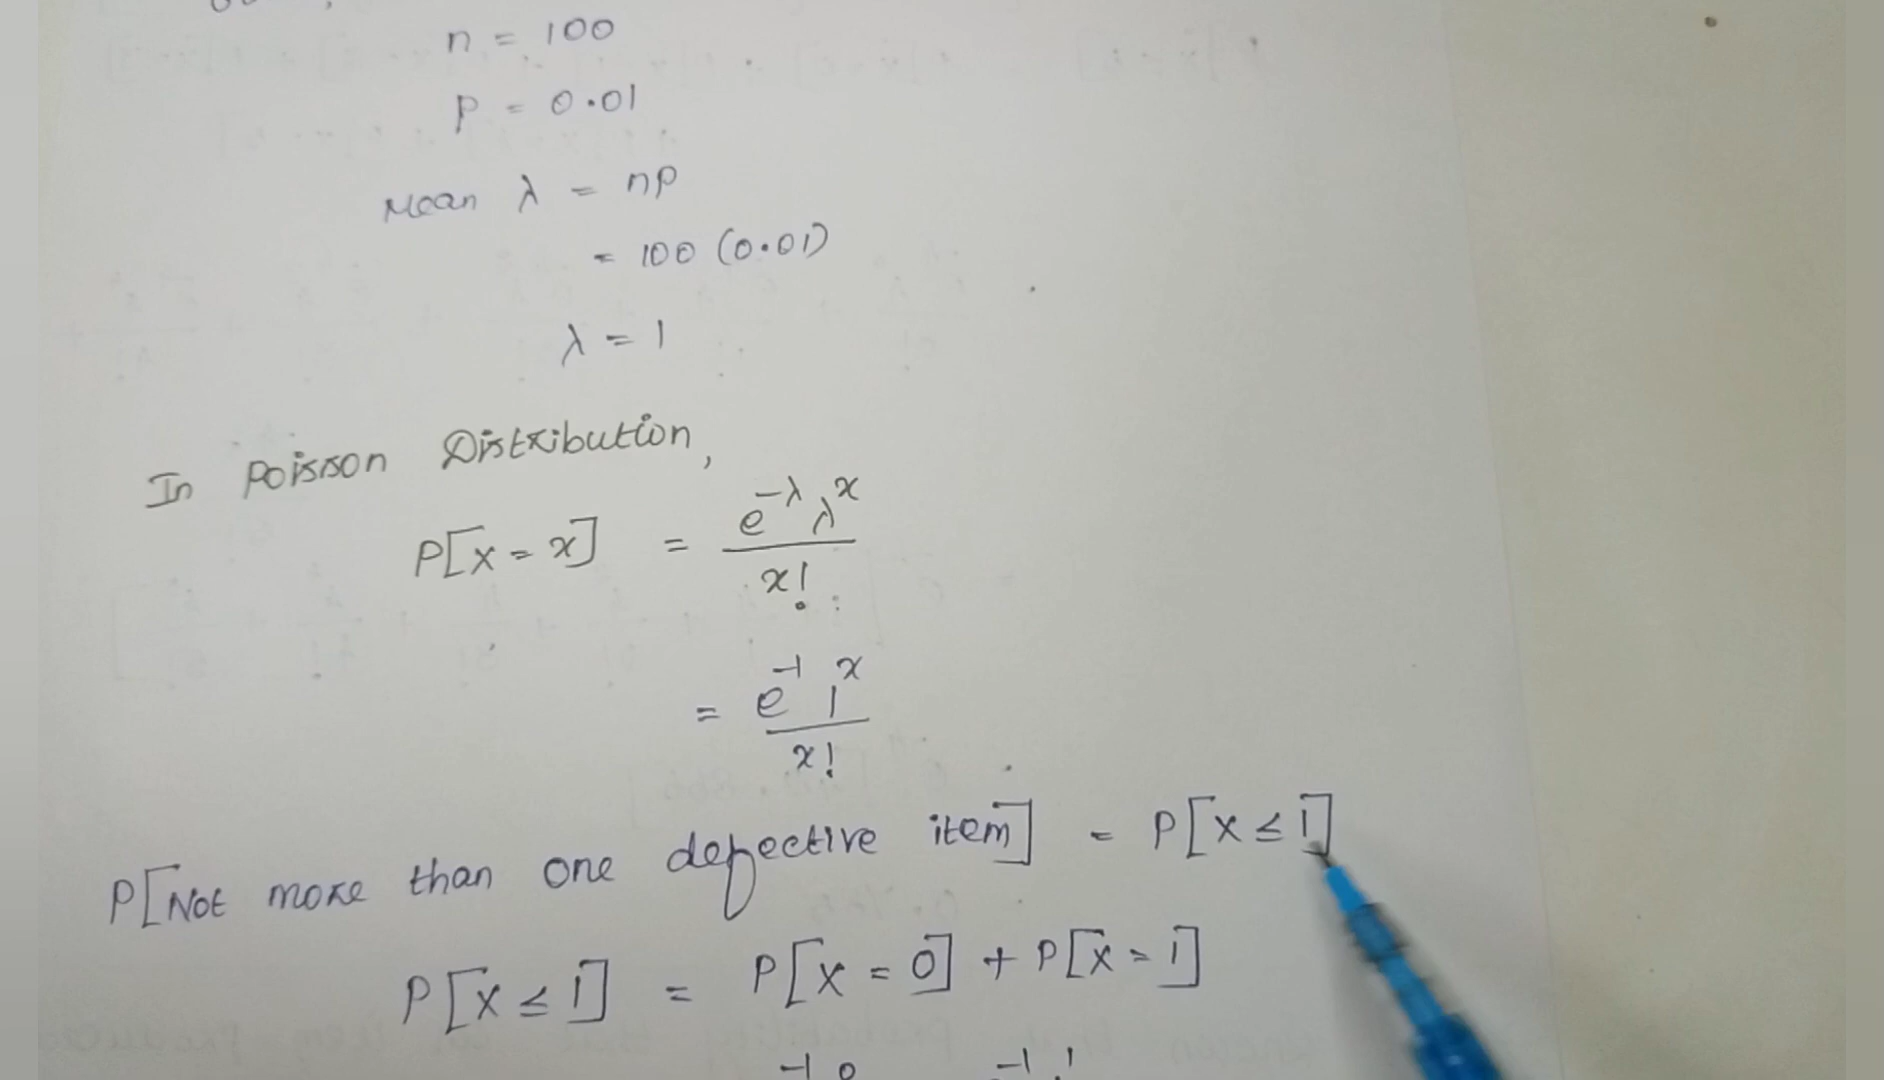 n = 100
p = 0.01
Mean λ = np
= 100 (0.01)
λ = 1
In Poisson Distribution,
P[X = x] = e^-λ λ^x / x!
= e^-1 1^x / x!
P[Not more than one defective item] = P[X ≤ 1]
P[X ≤ 1] = P[X = 0] + P[X = 1]